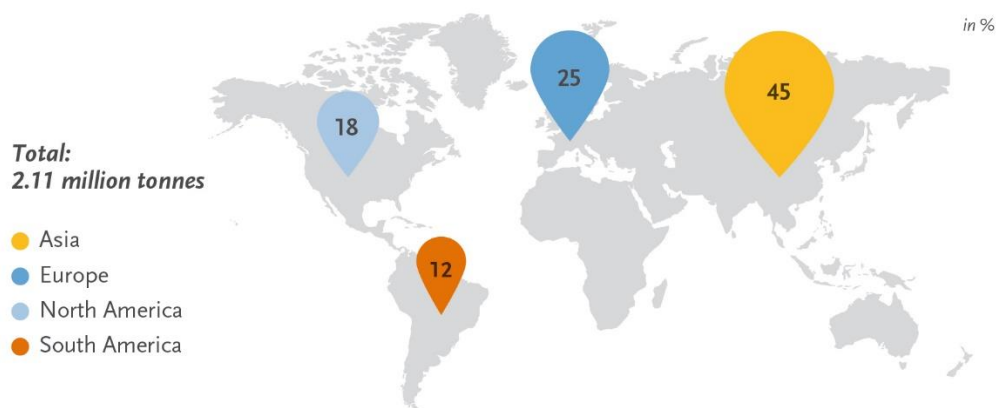 in %
25
45
18
Total:
2.11 million tonnes
Asia
Europe
12
North America
South America